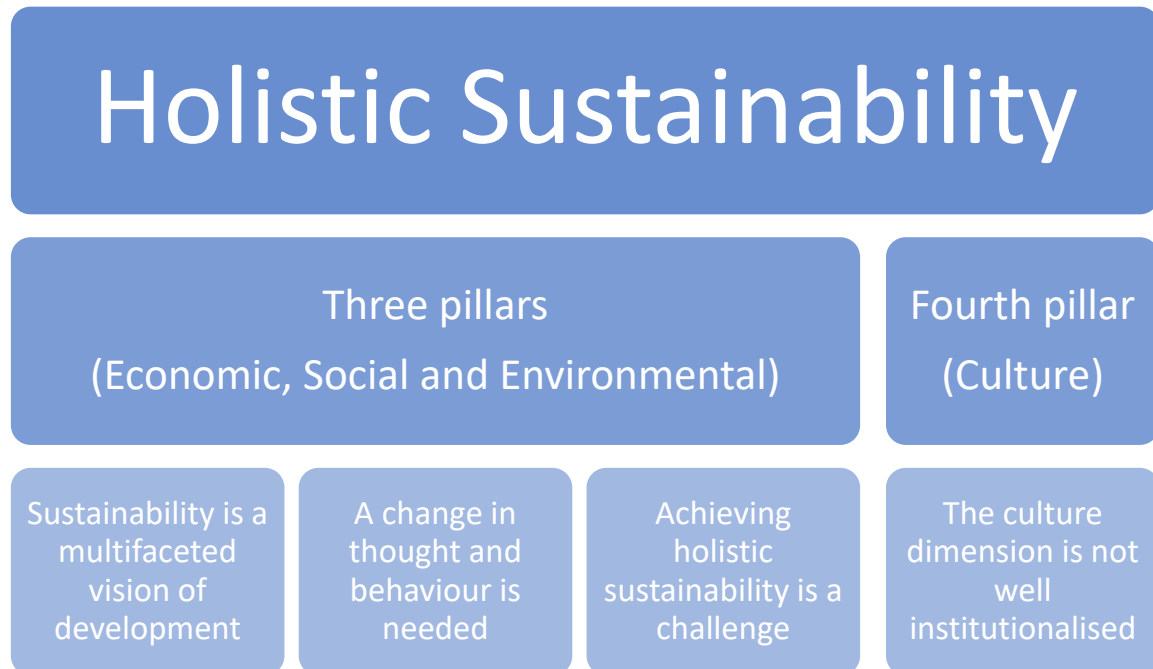 Holistic Sustainability
Three pillars
(Economic, Social and Environmental)
Fourth pillar
(Culture)
Sustainability is a
multifaceted
vision of
development
A change in
thought and
behaviour is
needed
Achieving
holistic
sustainability is a
challenge
The culture
dimension is not
well
institutionalised